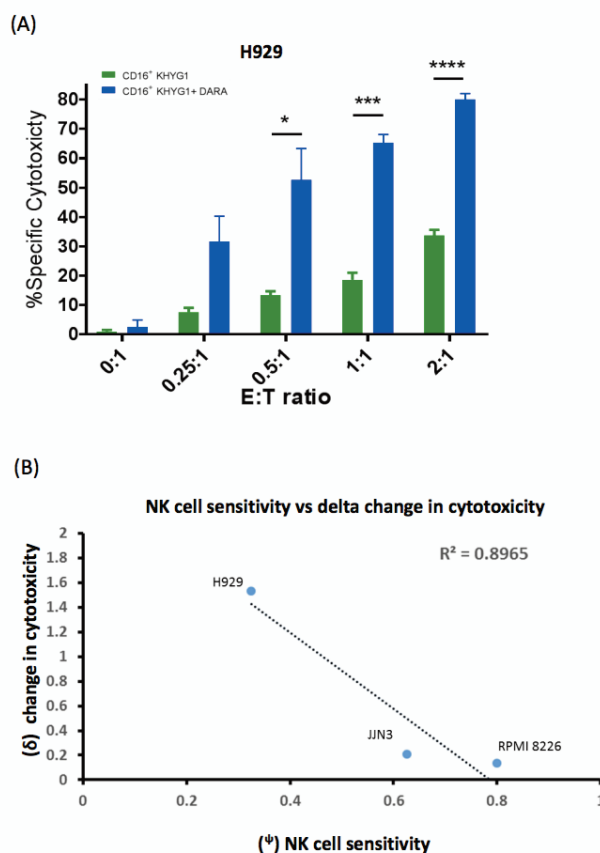 (A)
H929
CD16⁺ KHYG1
CD16⁺ KHYG1+ DARA
* *** ****
%Specific Cytotoxicity
80
70
60
50
40
30
20
10
0
0:1 0.25:1 0.5:1 1:1 2:1
E:T ratio
(B)
NK cell sensitivity vs delta change in cytotoxicity
R² = 0.8965
(δ) change in cytotoxicity
2
1.8
1.6
1.4
1.2
1
0.8
0.6
0.4
0.2
0
H929
JJN3
RPMI 8226
0 0.2 0.4 0.6 0.8 1
(ᴪ) NK cell sensitivity